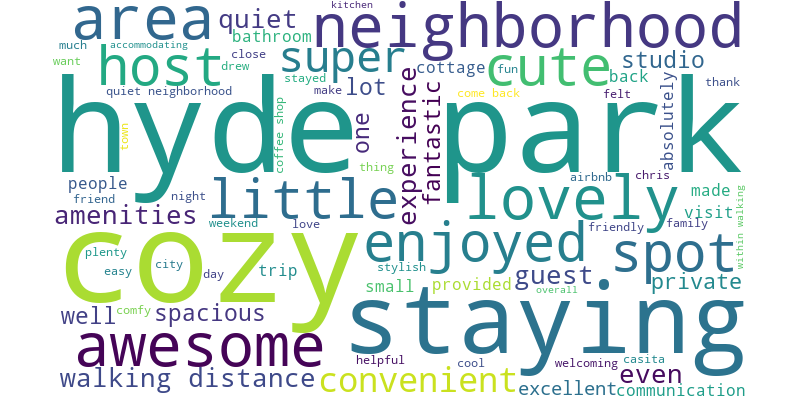 kitchen
area quiet neighborhood
bathroom
much accommodating
want host close super cute studio
drew cottage fun back
stayed
quiet neighborhood make lot come back felt absolutely thank
hyde park
town coffee shop one experience fantastic
thing airbnb chris
people little lovely made
friend night
amenities weekend love visit
friendly family within walking
cozy enjoyed spot
plenty
easy city day trip stylish guest private
small provided
overall
staying
comfy
well spacious
awesome helpful cool welcoming casita
walking distance convenient even
excellent communication